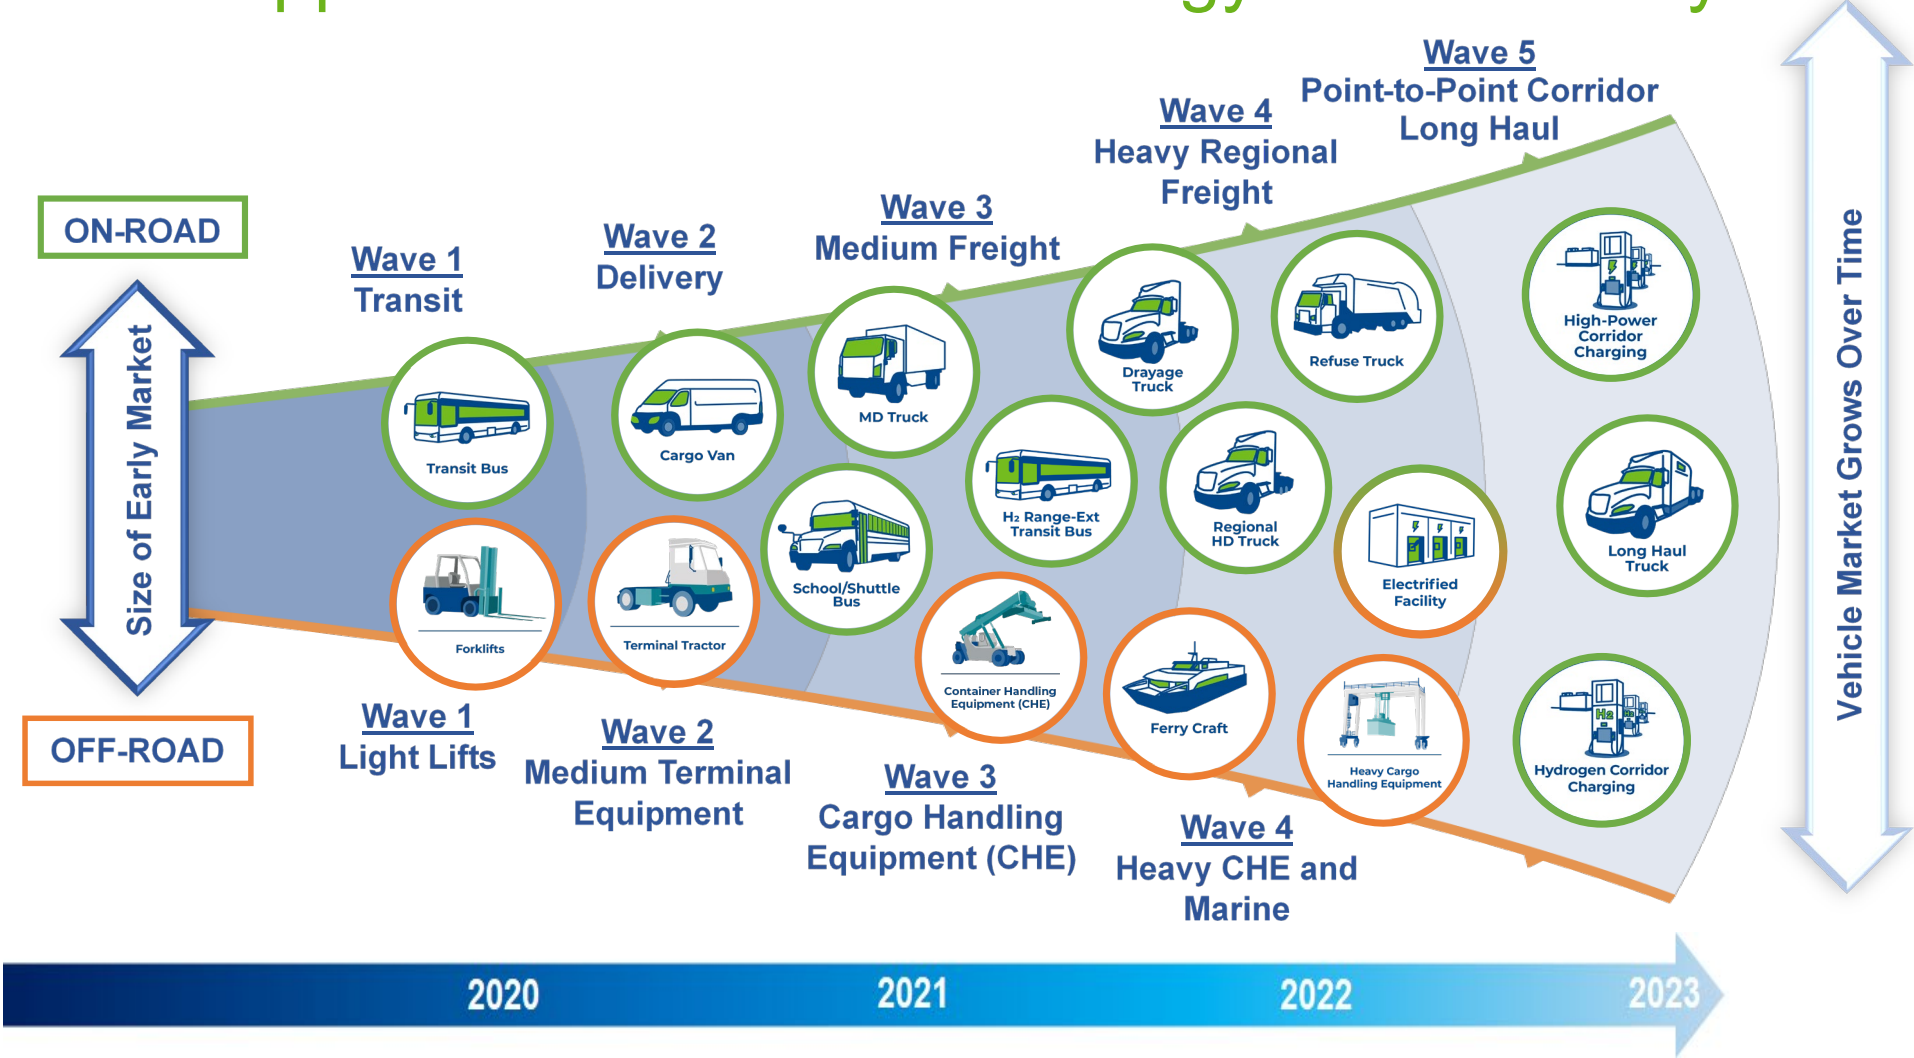 ON-ROAD
Size of Early Market
OFF-ROAD
Wave 1
Transit
Wave 2
Delivery
Wave 3
Medium Freight
Wave 4
Heavy Regional
Freight
Wave 5
Point-to-Point Corridor
Long Haul
Transit Bus
Forklifts
Cargo Van
Terminal Tractor
MD Truck
School/Shuttle
Bus
H₂ Range-Ext
Transit Bus
Container Handling
Equipment (CHE)
Drayage
Truck
Regional
HD Truck
Ferry Craft
Refuse Truck
Electrified
Facility
Heavy Cargo
Handling Equipment
High-Power
Corridor
Charging
Long Haul
Truck
H2
H2
Hydrogen Corridor
Charging
Wave 1
Light Lifts
Wave 2
Medium Terminal
Equipment
Wave 3
Cargo Handling
Equipment (CHE)
Wave 4
Heavy CHE and
Marine
Vehicle Market Grows Over Time
2020
2021
2022
2023